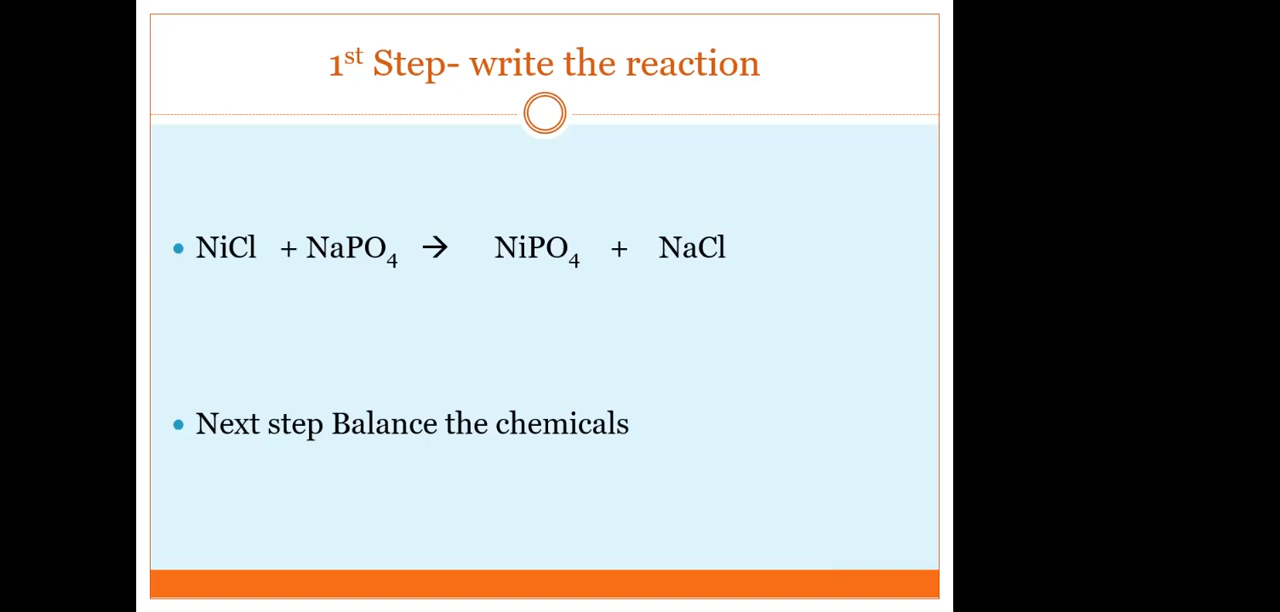 1st Step- write the reaction
• NiCl + NaPO4 → NiPO4 + NaCl
• Next step Balance the chemicals